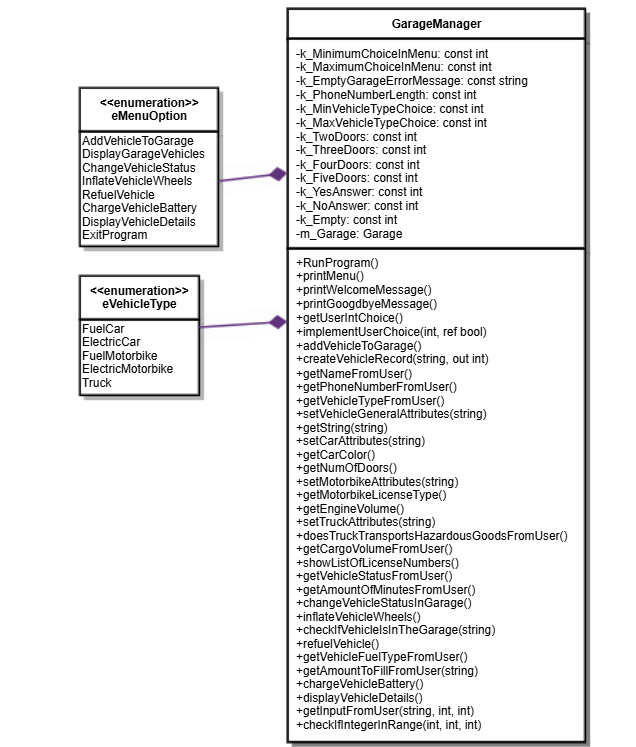 <<enumeration>>
eMenuOption
AddVehicleToGarage
DisplayGarageVehicles
ChangeVehicleStatus
InflateVehicleWheels
RefuelVehicle
ChargeVehicleBattery
DisplayVehicleDetails
ExitProgram
<<enumeration>>
eVehicleType
FuelCar
ElectricCar
FuelMotorbike
ElectricMotorbike
Truck
GarageManager
-k_MinimumChoiceInMenu: const int
-k_MaximumChoiceInMenu: const int
-k_EmptyGarageErrorMessage: const string
-k_PhoneNumberLength: const int
-k_MinVehicleTypeChoice: const int
-k_MaxVehicleTypeChoice: const int
-k_TwoDoors: const int
-k_ThreeDoors: const int
-k_FourDoors: const int
-k_FiveDoors: const int
-k_YesAnswer: const int
-k_NoAnswer: const int
-k_Empty: const int
-m_Garage: Garage
+RunProgram()
+printMenu()
+printWelcomeMessage()
+printGoogdbyeMessage()
+getUserIntChoice()
+implementUserChoice(int, ref bool)
+addVehicleToGarage()
+createVehicleRecord(string, out int)
+getNameFromUser()
+getPhoneNumberFromUser()
+getVehicleTypeFromUser()
+setVehicleGeneralAttributes(string)
+getString(string)
+setCarAttributes(string)
+getCarColor()
+getNumOfDoors()
+setMotorbikeAttributes(string)
+getMotorbikeLicenseType()
+getEngineVolume()
+setTruckAttributes(string)
+doesTruckTransportsHazardousGoodsFromUser()
+getCargoVolumeFromUser()
+showListOfLicenseNumbers()
+getVehicleStatusFromUser()
+getAmountOfMinutesFromUser()
+changeVehicleStatusInGarage()
+inflateVehicleWheels()
+checkIfVehicleIsInTheGarage(string)
+refuelVehicle()
+getVehicleFuelTypeFromUser()
+getAmountToFillFromUser(string)
+chargeVehicleBattery()
+displayVehicleDetails()
+getInputFromUser(string, int, int)
+checkIfIntegerInRange(int, int, int)